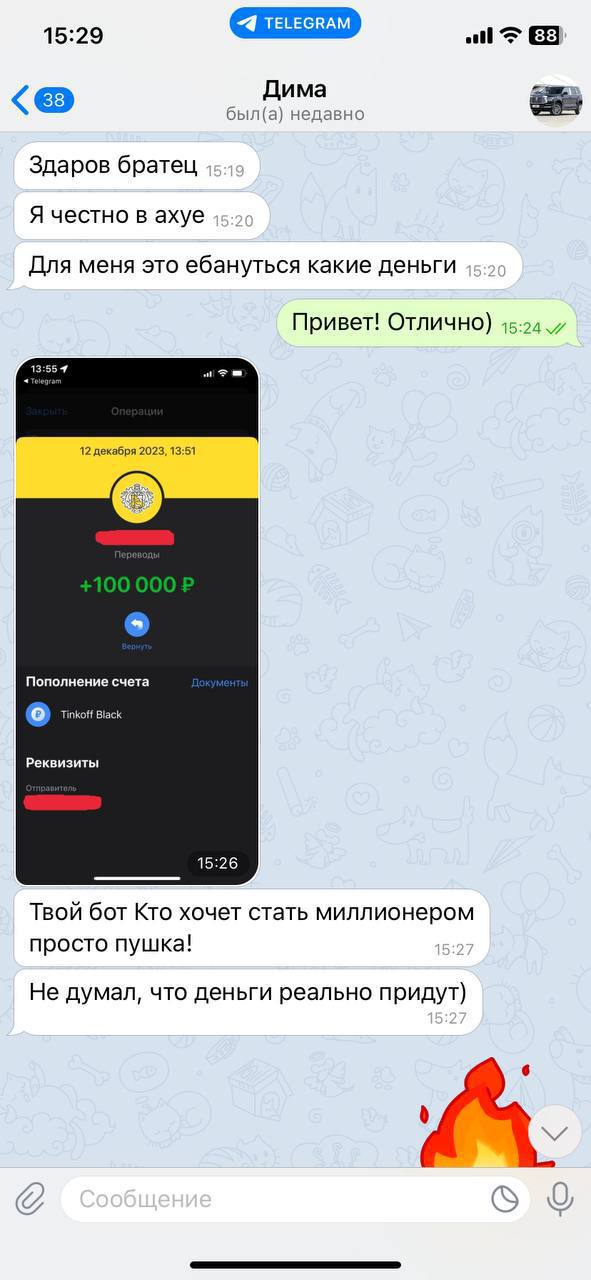 15:29
TELEGRAM
88
38
Дима
был(а) недавно
Здаров братец 15:19
Я честно в ахуе 15:20
Для меня это ебануться какие деньги 15:20
Привет! Отлично) 15:24
13:55
Telegram
Закрыть Операции
12 декабря 2023, 13:51
Переводы
+100 000 ₽
Вернуть
Пополнение счета Документы
Tinkoff Black
Реквизиты
Отправитель
15:26
Твой бот Кто хочет стать миллионером
просто пушка! 15:27
Не думал, что деньги реально придут)
15:27
Сообщение